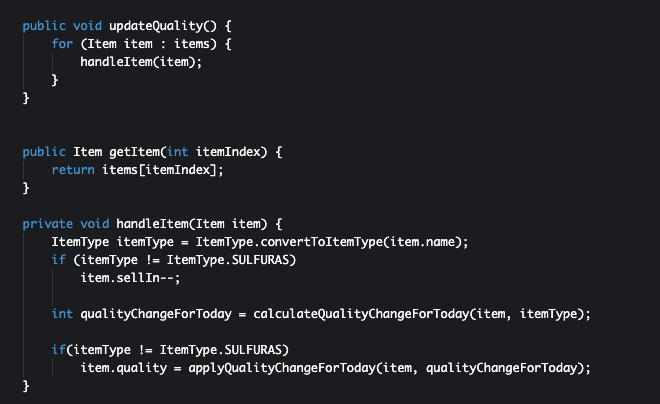 public void updateQuality() {
    for (Item item : items) {
        handleItem(item);
    }
}

public Item getItem(int itemIndex) {
    return items[itemIndex];
}

private void handleItem(Item item) {
    ItemType itemType = ItemType.convertToItemType(item.name);
    if (itemType != ItemType.SULFURAS)
        item.sellIn--;

    int qualityChangeForToday = calculateQualityChangeForToday(item, itemType);

    if(itemType != ItemType.SULFURAS)
        item.quality = applyQualityChangeForToday(item, qualityChangeForToday);
}